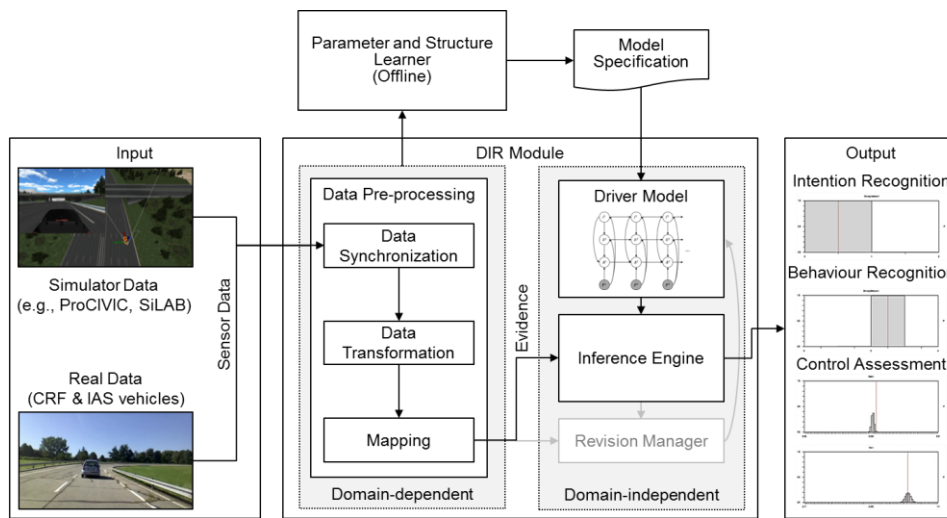 Parameter and Structure
Learner
(Offline)
Model
Specification
Input
Simulator Data
(e.g., ProCIVIC, SiLAB)
Real Data
(CRF & IAS vehicles)
Sensor Data
DIR Module
Data Pre-processing
Data
Synchronization
Data
Transformation
Mapping
Domain-dependent
Evidence
Driver Model
Inference Engine
Revision Manager
Domain-independent
Output
Intention Recognition
Behaviour Recognition
Control Assessment